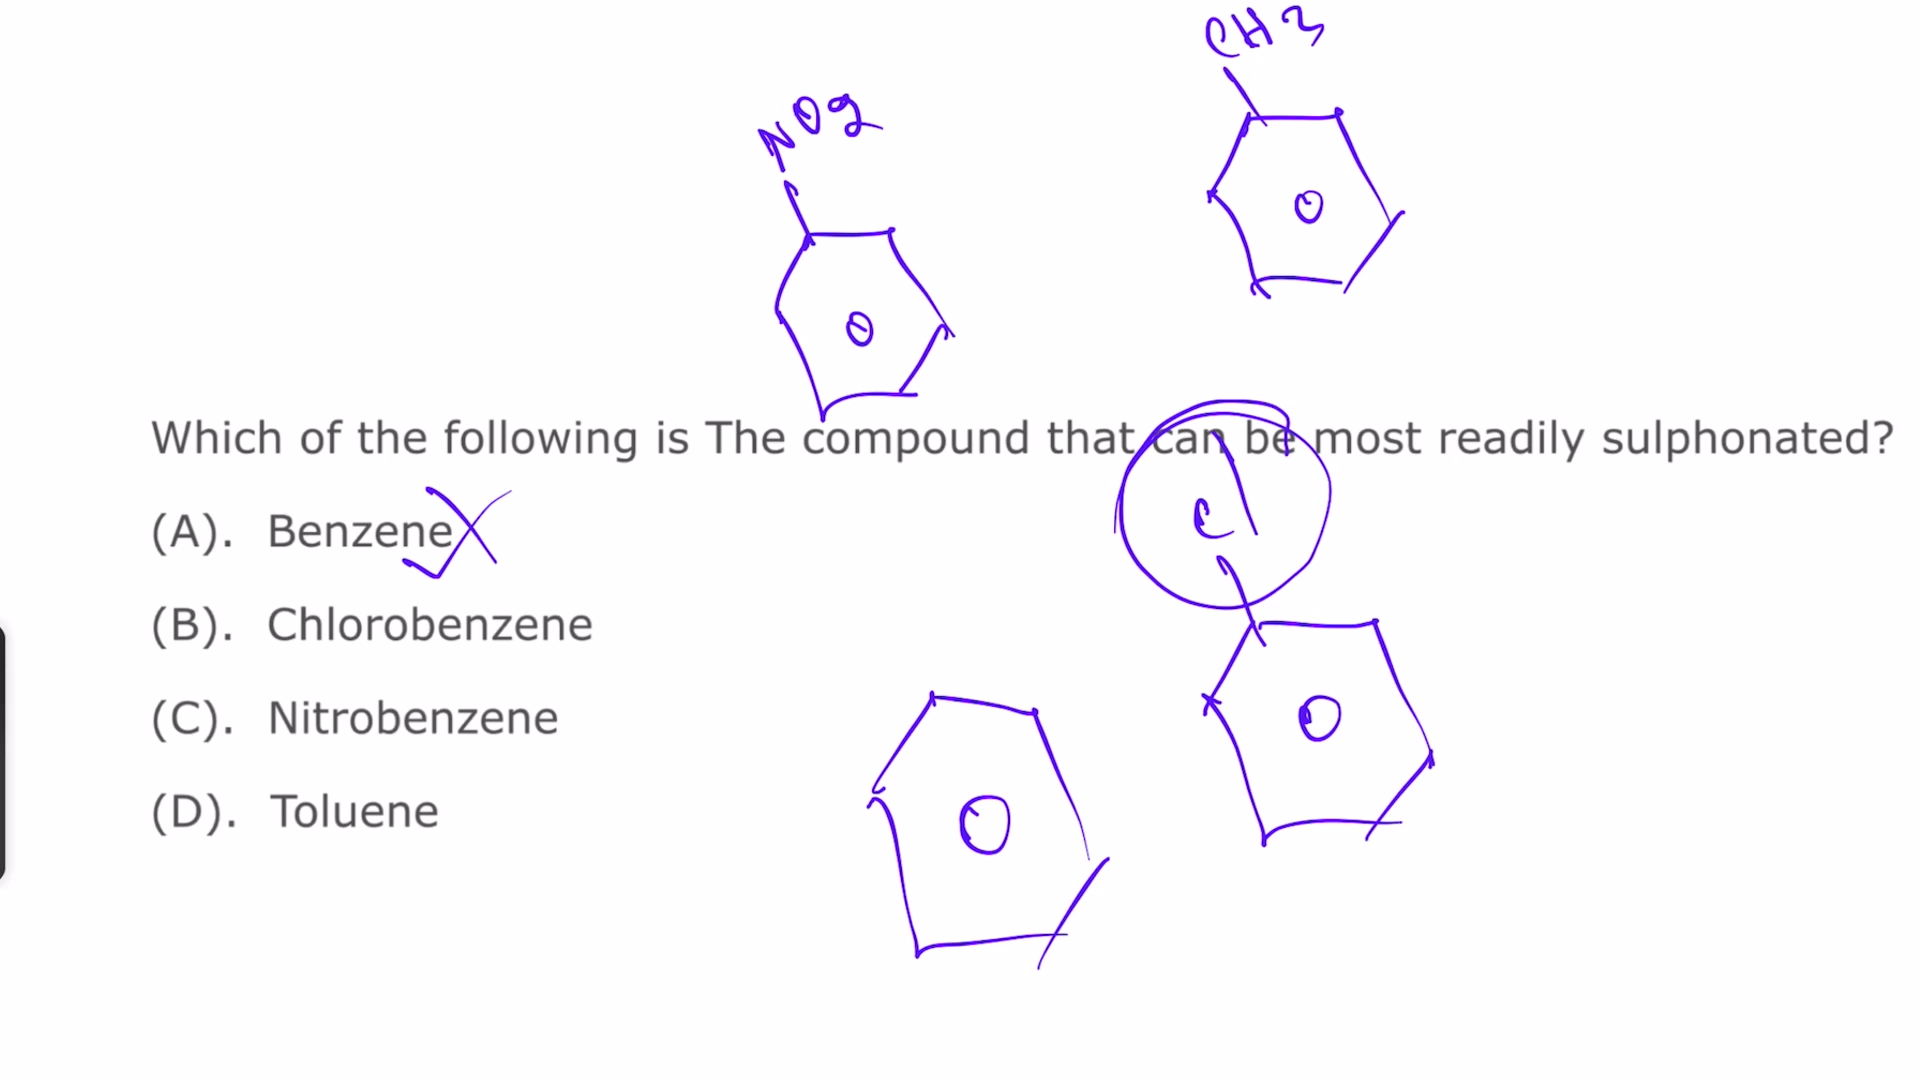 CH3
NO2
Which of the following is The compound that can be most readily sulphonated?
(A). Benzene
Cl
(B). Chlorobenzene
(C). Nitrobenzene
(D). Toluene